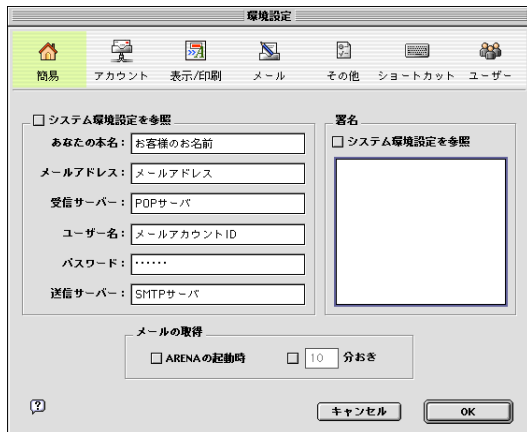 環境設定
簡易 アカウント 表示/印刷 メール その他 ショートカット ユーザー
システム環境設定を参照
あなたの本名： お客様のお名前
メールアドレス： メールアドレス
受信サーバー： POPサーバ
ユーザー名： メールアカウントID
パスワード： ······
送信サーバー： SMTPサーバ
署名
システム環境設定を参照
メールの取得
ARENAの起動時 10 分おき
?
キャンセル OK